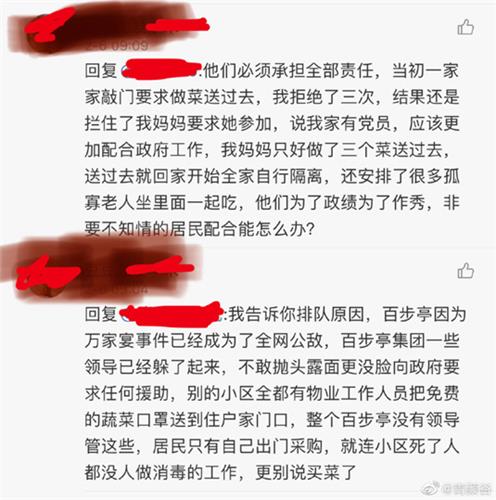 2-6 09:09
回复 :他们必须承担全部责任，当初一家
家敲门要求做菜送过去，我拒绝了三次，结果还是
拦住了我妈妈要求她参加，说我家有党员，应该更
加配合政府工作，我妈妈只好做了三个菜送过去，
送过去就回家开始全家自行隔离，还安排了很多孤
寡老人坐里面一起吃，他们为了政绩为了作秀，非
要不知情的居民配合能怎么办?
09:04
回复 :我告诉你排队原因，百步亭因为
万家宴事件已经成为了全网公敌，百步亭集团一些
领导已经躲了起来，不敢抛头露面更没脸向政府要
求任何援助，别的小区全都有物业工作人员把免费
的蔬菜口罩送到住户家门口，整个百步亭没有领导
管这些，居民只有自己出门采购，就连小区死了人
都没人做消毒的工作，更别说买菜了